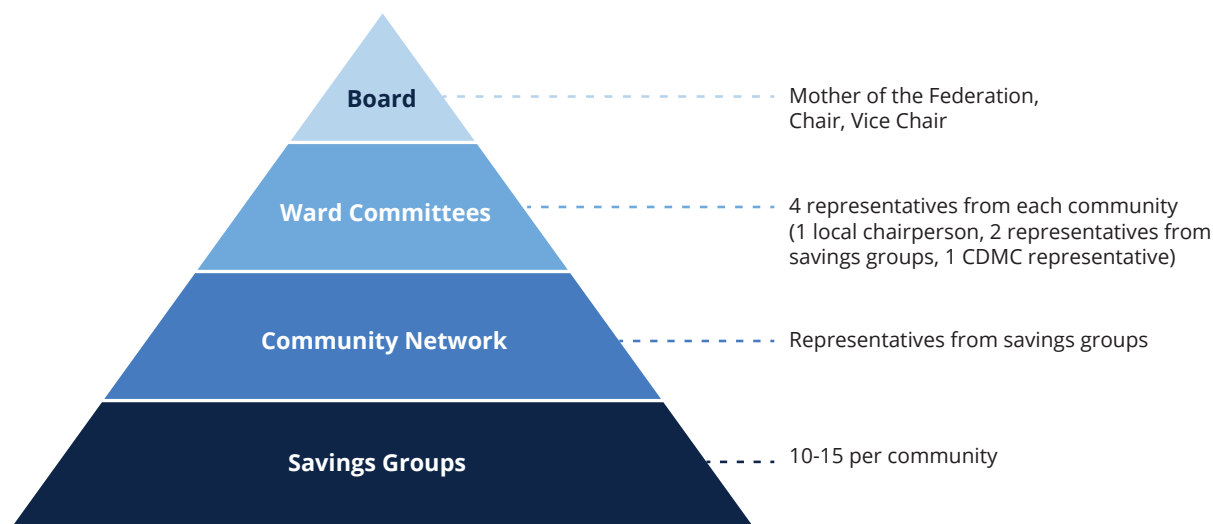 Board
Mother of the Federation,
Chair, Vice Chair
Ward Committees
4 representatives from each community
(1 local chairperson, 2 representatives from
savings groups, 1 CDMC representative)
Community Network
Representatives from savings groups
Savings Groups
10-15 per community